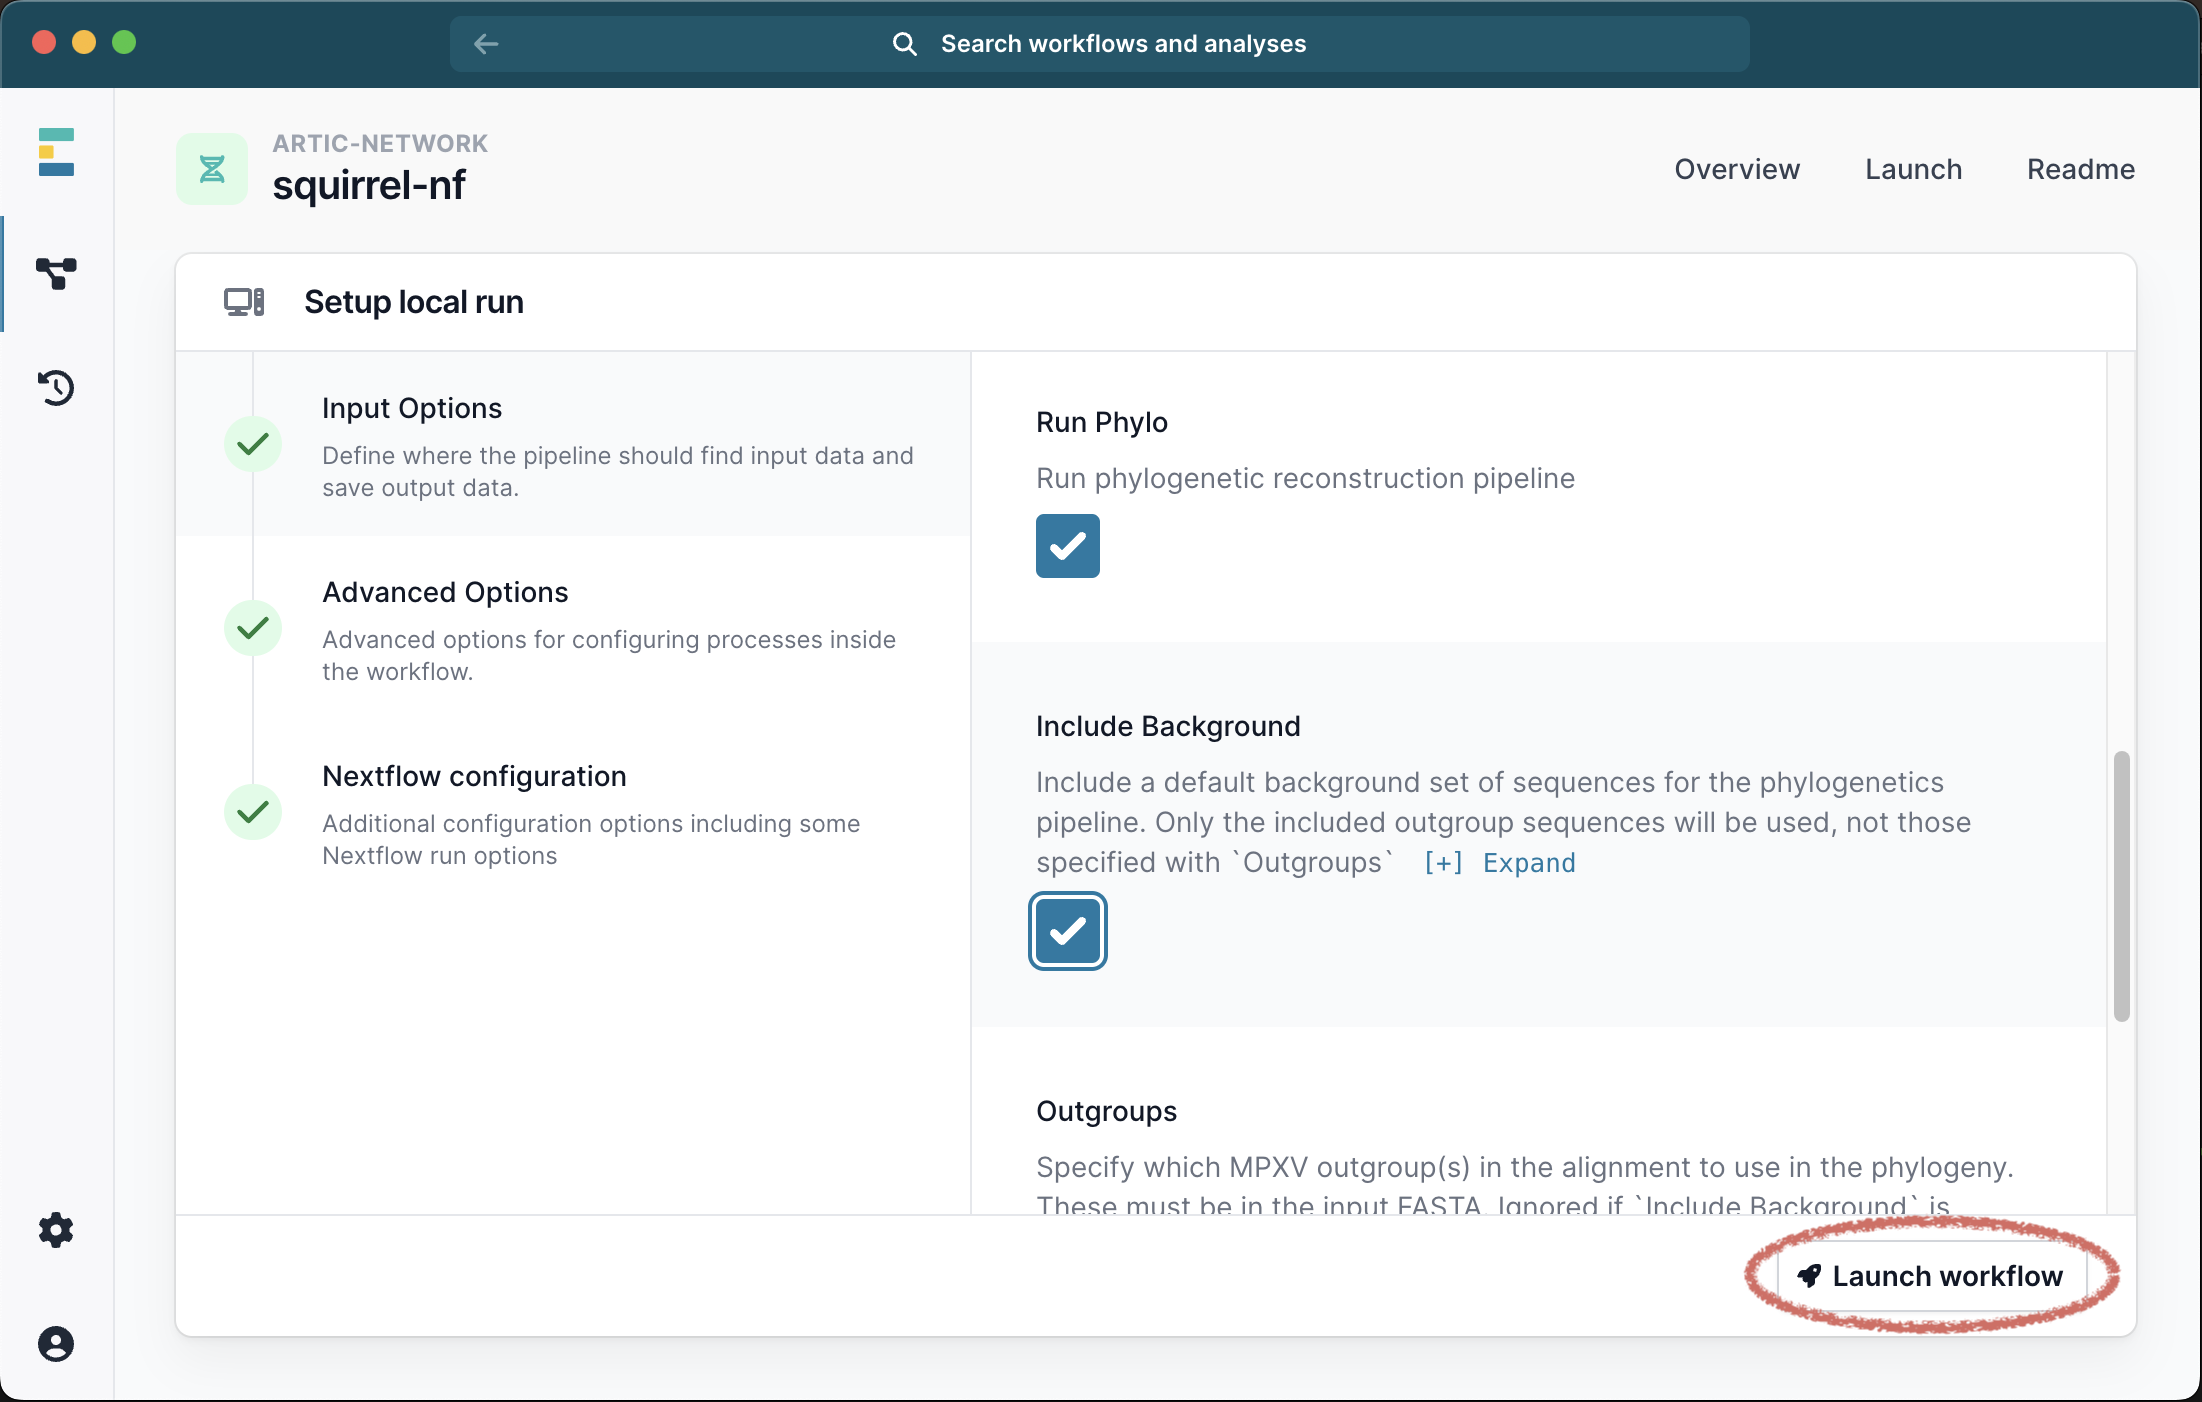 Search workflows and analyses
ARTIC-NETWORK
squirrel-nf
Overview
Launch
Readme
Setup local run
Input Options
Define where the pipeline should find input data and
save output data.
Advanced Options
Advanced options for configuring processes inside
the workflow.
Nextflow configuration
Additional configuration options including some
Nextflow run options
Run Phylo
Run phylogenetic reconstruction pipeline
Include Background
Include a default background set of sequences for the phylogenetics
pipeline. Only the included outgroup sequences will be used, not those
specified with `Outgroups` [+] Expand
Outgroups
Specify which MPXV outgroup(s) in the alignment to use in the phylogeny.
These must be in the input FASTA. Ignored if `Include Background` is
Launch workflow